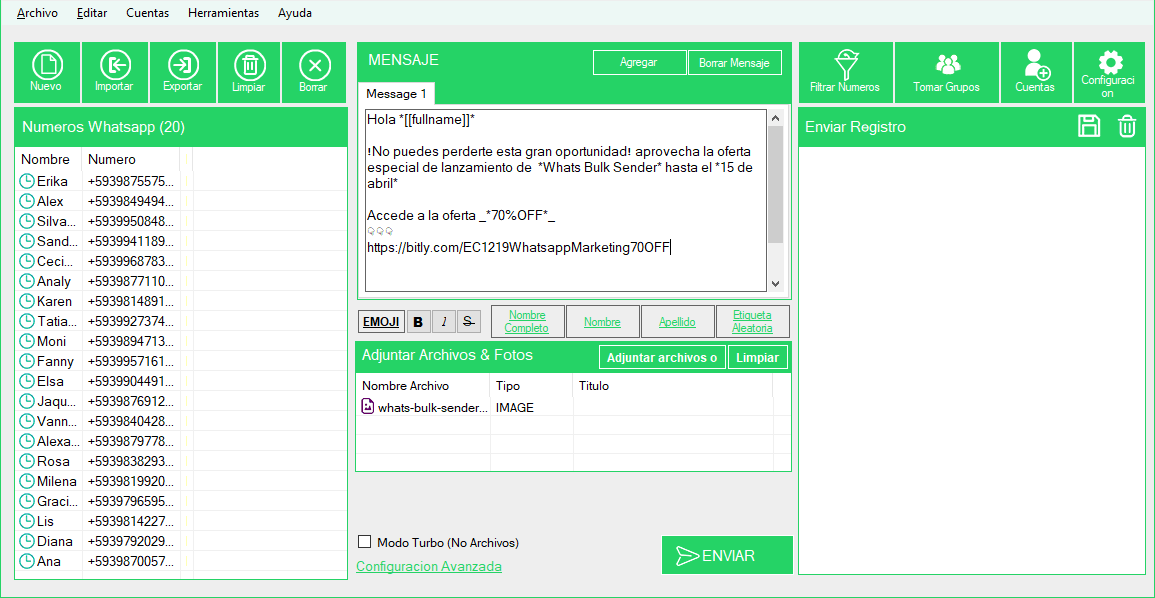 Archivo Editar Cuentas Herramientas Ayuda
Nuevo Importar Exportar Limpiar Borrar
MENSAJE Agregar Borrar Mensaje
Filtrar Numeros Tomar Grupos Cuentas Configuraci
on
Message 1
Numeros Whatsapp (20)
Enviar Registro
Nombre Numero
Erika +5939875575...
Alex +5939849494...
Silva... +5939950848...
Sand... +5939941189...
Ceci... +5939968783...
Analy +5939877110...
Karen +5939814891...
Tatia... +5939927374...
Moni +5939894713...
Fanny +5939957161...
Elsa +5939904491...
Jaqu... +5939876912...
Vann... +5939840428...
Alexa... +5939879778...
Rosa +5939838293...
Milena +5939819920...
Graci... +5939796595...
Lis +5939814227...
Diana +5939792029...
Ana +5939870057...
Hola *[[fullname]]*
!No puedes perderte esta gran oportunidad! aprovecha la oferta
especial de lanzamiento de *Whats Bulk Sender* hasta el *15 de
abril*
Accede a la oferta _*70%OFF*_
👇👇👇
https://bitly.com/EC1219WhatsappMarketing70OFF
EMOJI B I S
Nombre
Completo
Nombre
Apellido
Etiqueta
Aleatoria
Adjuntar Archivos & Fotos Adjuntar archivos o Limpiar
Nombre Archivo Tipo Titulo
whats-bulk-sender... IMAGE
Modo Turbo (No Archivos)
Configuracion Avanzada
ENVIAR